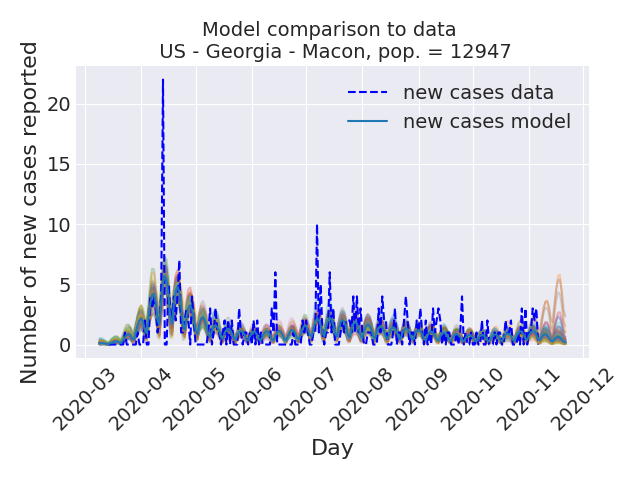 Model comparison to data
US - Georgia - Macon, pop. = 12947
Number of new cases reported
20
15
10
5
0
new cases data
new cases model
2020-03
2020-04
2020-05
2020-06
2020-07
2020-08
2020-09
2020-10
2020-11
2020-12
Day